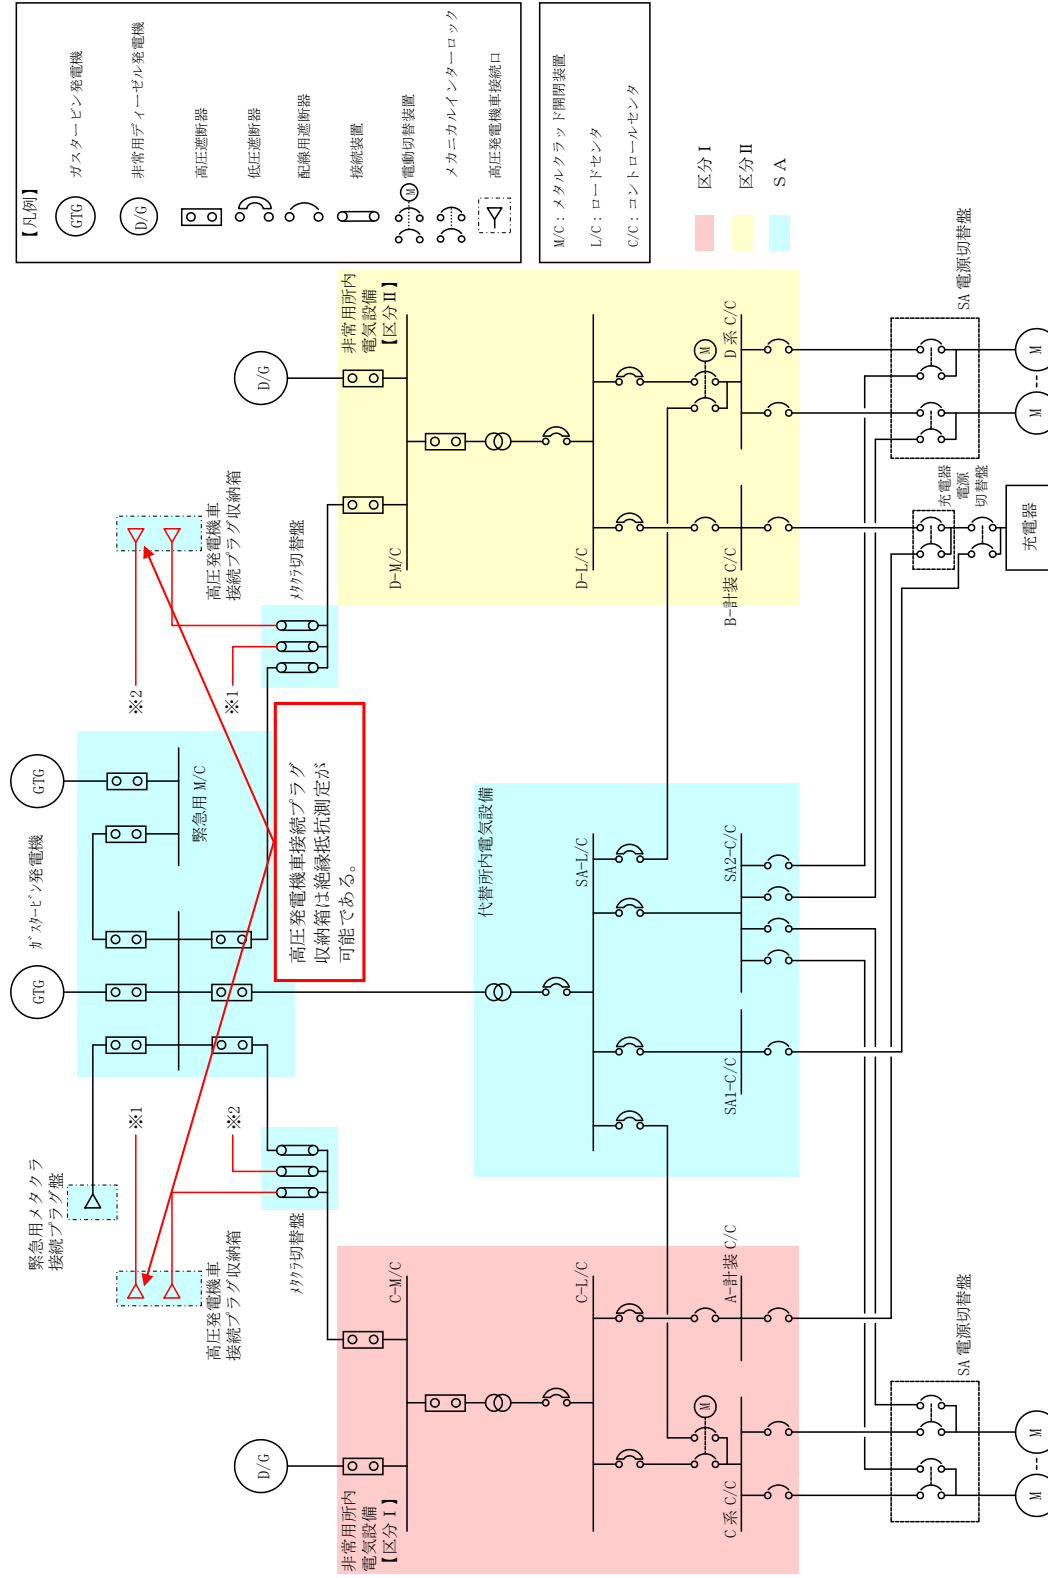 【凡例】
GTG
ガスタービン発電機
D/G
非常用ディーゼル発電機
高圧遮断器
低圧遮断器
配線用遮断器
接続装置
M
電動切替装置
メカニカルインターロック
高圧発電機車接続口
M/C：メタルクラッド開閉装置
L/C：ロードセンタ
C/C：コントロールセンタ
区分Ⅰ
区分Ⅱ
ＳＡ
緊急用メタクラ
接続プラグ盤
GTG
ｶﾞｽﾀｰﾋﾞﾝ発電機
GTG
緊急用 M/C
※1
※2
※2
※1
高圧発電機車
接続プラグ収納箱
ﾒﾀｸﾗ切替盤
高圧発電機車
接続プラグ収納箱
ﾒﾀｸﾗ切替盤
高圧発電機車接続プラグ
収納箱は絶縁抵抗測定が
可能である。
D/G
非常用所内
電気設備
【区分Ⅰ】
C-M/C
C-L/C
M
C 系 C/C
A-計装 C/C
代替所内電気設備
SA-L/C
SA1-C/C
SA2-C/C
D/G
非常用所内
電気設備
【区分Ⅱ】
D-M/C
D-L/C
M
B-計装 C/C
D 系 C/C
SA 電源切替盤
M
M
充電器
電源
切替盤
充電器
SA 電源切替盤
M
M